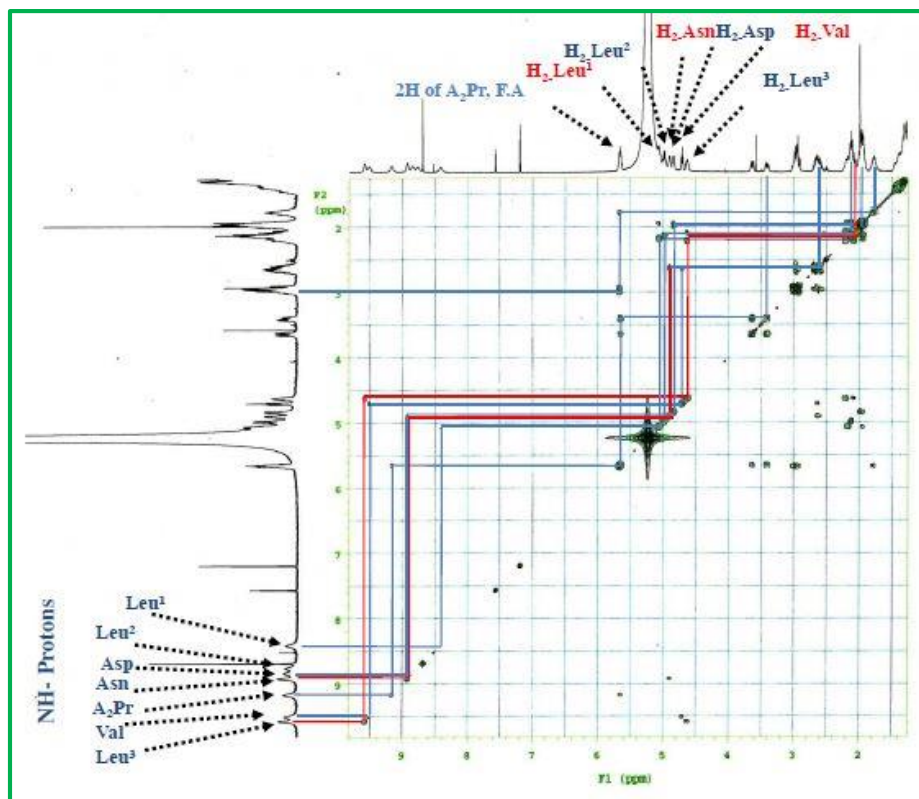 H₂.Asn H₂.Asp H₂.Val
H₂.Leu²
H₂.Leu¹
H₂.Leu³
2H of A₂Pr, F.A
F2
(ppm)
2
3
4
5
6
7
8
9
NH- Protons
Leu¹
Leu²
Asp
Asn
A₂Pr
Val
Leu³
9 8 7 6 5 4 3 2
F1 (ppm)